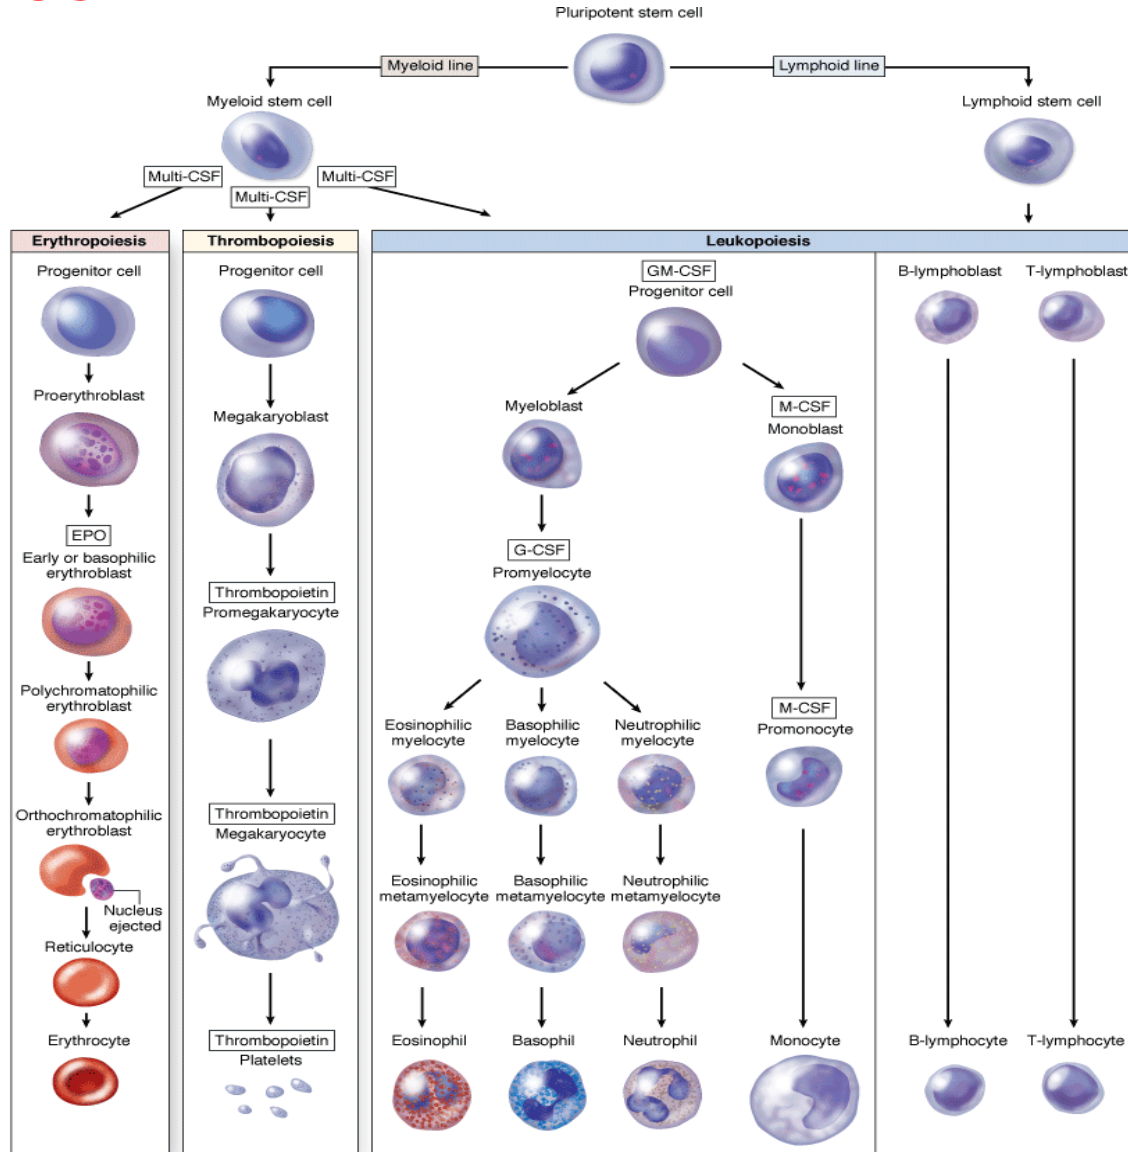 Pluripotent stem cell
Myeloid line
Lymphoid line
Myeloid stem cell
Lymphoid stem cell
Multi-CSF
Multi-CSF
Multi-CSF
Erythropoiesis
Progenitor cell
Proerythroblast
EPO
Early or basophilic
erythroblast
Polychromatophilic
erythroblast
Orthochromatophilic
erythroblast
Nucleus
ejected
Reticulocyte
Erythrocyte
Thrombopoiesis
Progenitor cell
Megakaryoblast
Thrombopoietin
Promegakaryocyte
Thrombopoietin
Megakaryocyte
Thrombopoietin
Platelets
Leukopoiesis
GM-CSF
Progenitor cell
Myeloblast
G-CSF
Promyelocyte
Eosinophilic
myelocyte
Basophilic
myelocyte
Neutrophilic
myelocyte
Eosinophilic
metamyelocyte
Basophilic
metamyelocyte
Neutrophilic
metamyelocyte
Eosinophil
Basophil
Neutrophil
M-CSF
Monoblast
M-CSF
Promonocyte
Monocyte
B-lymphoblast
T-lymphoblast
B-lymphocyte
T-lymphocyte